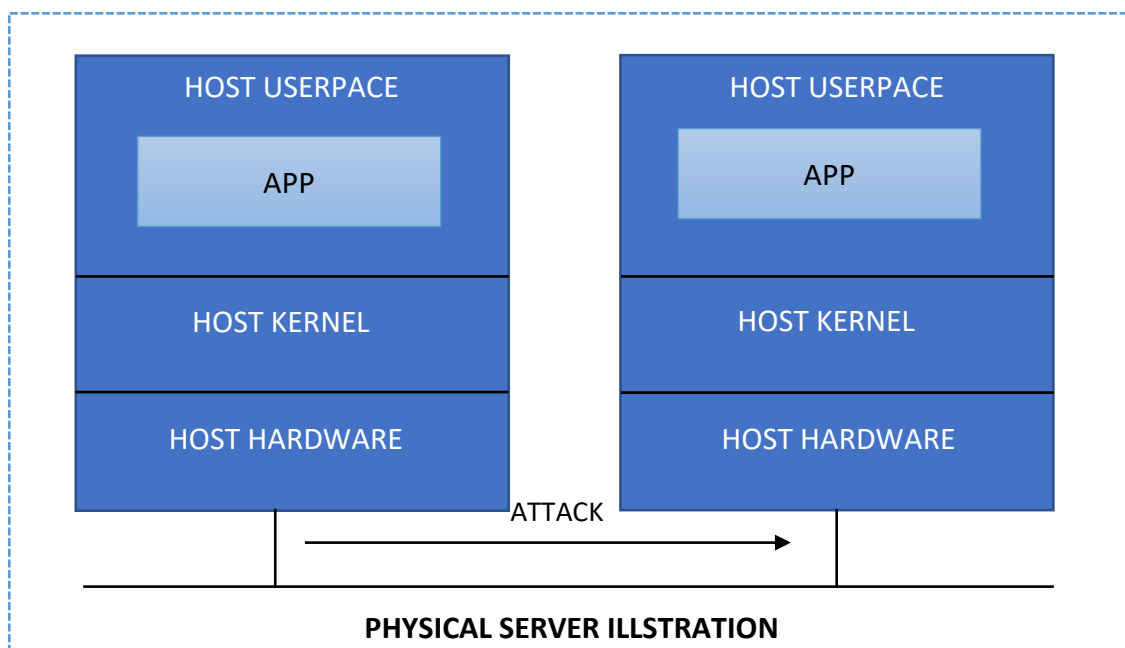 HOST USERPACE
APP
HOST KERNEL
HOST HARDWARE
HOST USERPACE
APP
HOST KERNEL
HOST HARDWARE
ATTACK
PHYSICAL SERVER ILLSTRATION